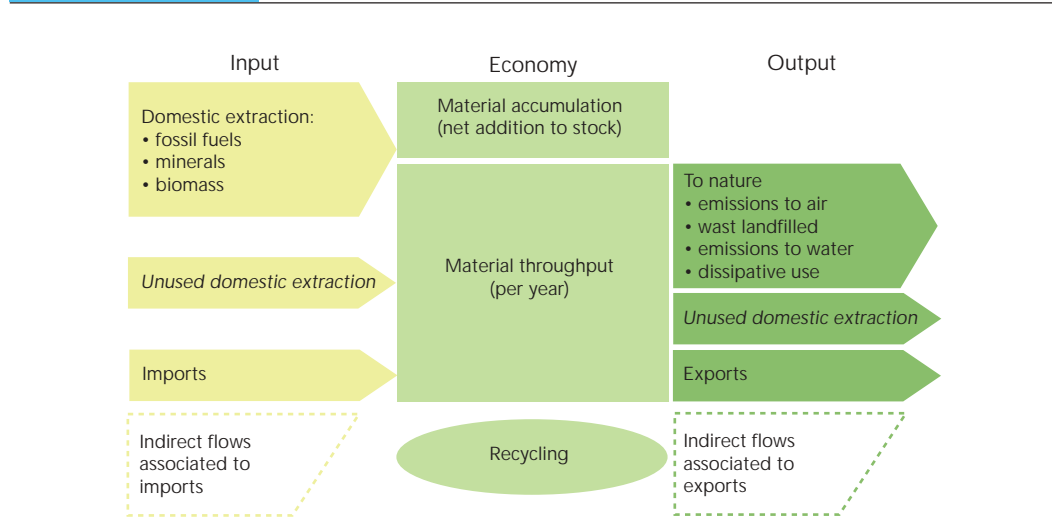 Input
Economy
Output
Domestic extraction:
• fossil fuels
• minerals
• biomass
Unused domestic extraction
Imports
Indirect flows
associated to
imports
Material accumulation
(net addition to stock)
Material throughput
(per year)
Recycling
To nature
• emissions to air
• wast landfilled
• emissions to water
• dissipative use
Unused domestic extraction
Exports
Indirect flows
associated to
exports